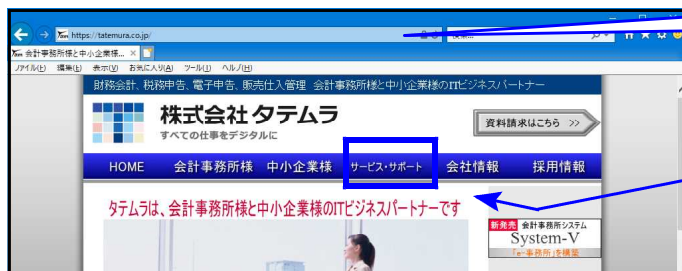 https://tatemura.co.jp/
検索...
会計事務所様と中小企業様...
ファイル(F) 編集(E) 表示(V) お気に入り(A) ツール(T) ヘルプ(H)
財務会計、税務申告、電子申告、販売仕入管理 会計事務所様と中小企業様のITビジネスパートナー
株式会社タテムラ
すべての仕事をデジタルに
資料請求はこちら >>
HOME 会計事務所様 中小企業様 サービス・サポート 会社情報 採用情報
タテムラは、会計事務所様と中小企業様のITビジネスパートナーです
新発売 会計事務所システム
System-V
「e-事務所」を構築